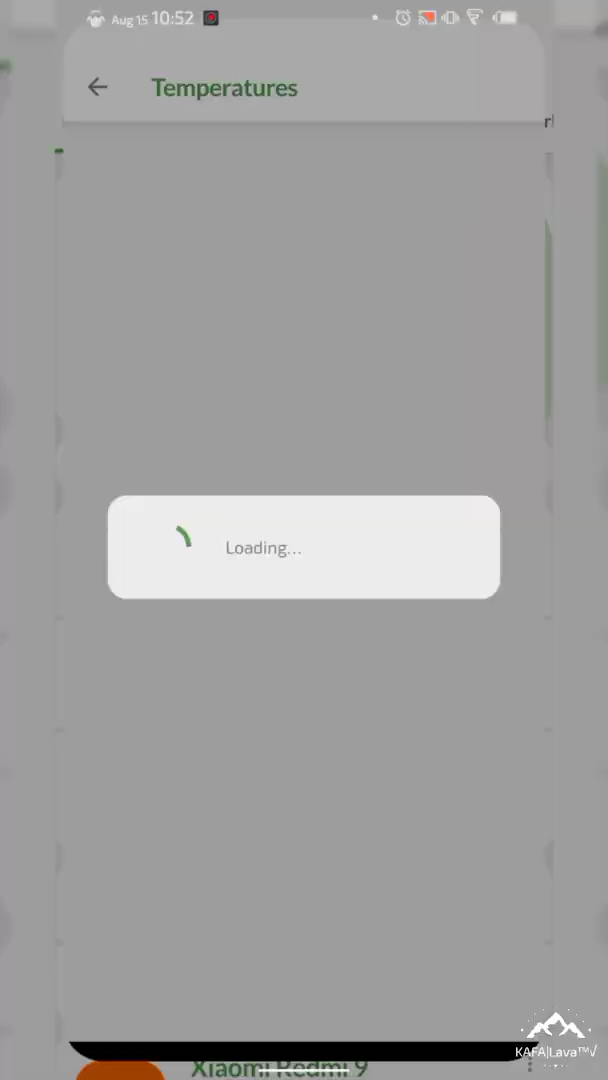 Aug 15 10:52
Temperatures
Loading...
Xiaomi Redmi 9
KAFA|Lava™√